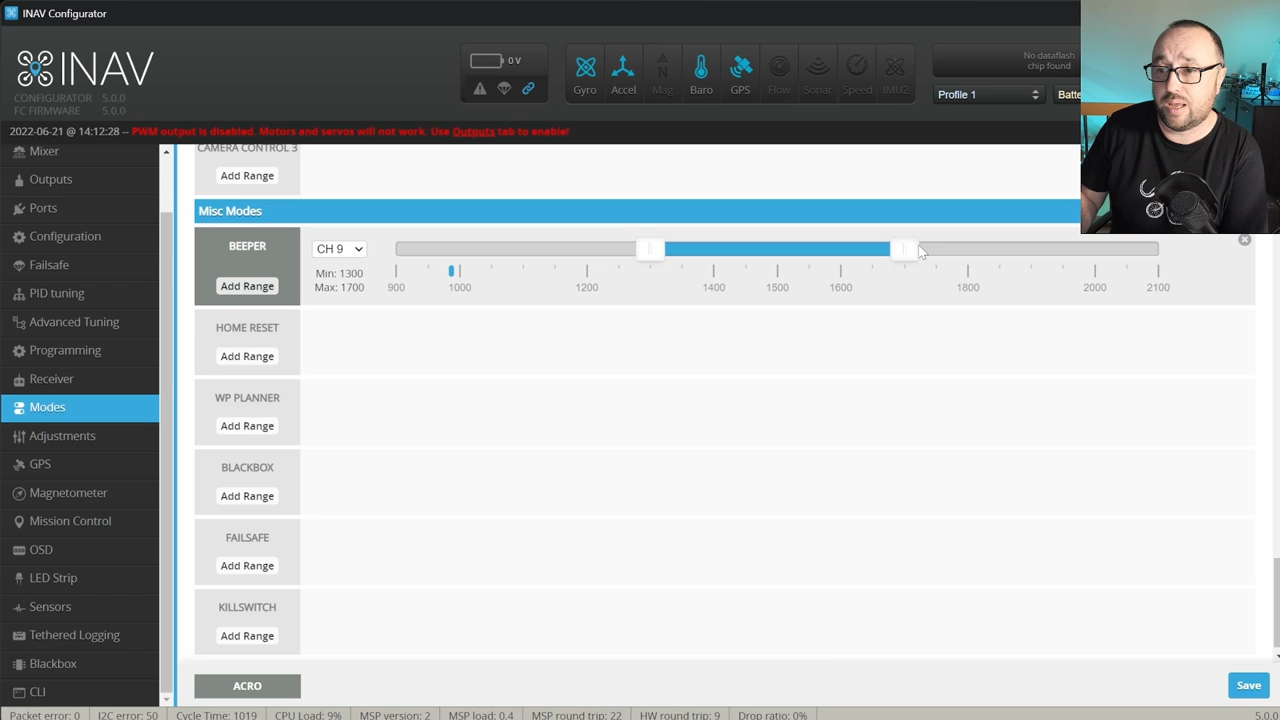 INAV Configurator
INAV
CONFIGURATOR 5.0.0
FC FIRMWARE 5.0.0
0 V
Gyro Accel Mag Baro GPS Flow Sonar Speed IMU2
No dataflash
chip found
Profile 1
Batte
2022-06-21 @ 14:12:28 -- PWM output is disabled. Motors and servos will not work. Use Outputs tab to enable!
Mixer
Outputs
Ports
Configuration
Failsafe
PID tuning
Advanced Tuning
Programming
Receiver
Modes
Adjustments
GPS
Magnetometer
Mission Control
OSD
LED Strip
Sensors
Tethered Logging
Blackbox
CLI
CAMERA CONTROL 3
Add Range
Misc Modes
BEEPER
Add Range
CH 9
Min: 1300
Max: 1700
900 1000 1200 1400 1500 1600 1800 2000 2100
HOME RESET
Add Range
WP PLANNER
Add Range
BLACKBOX
Add Range
FAILSAFE
Add Range
KILLSWITCH
Add Range
ACRO
Save
Packet error: 0 I2C error: 50 Cycle Time: 1019 CPU Load: 9% MSP version: 2 MSP load: 0.4 MSP round trip: 22 HW round trip: 9 Drop ratio: 0% 5.0.0